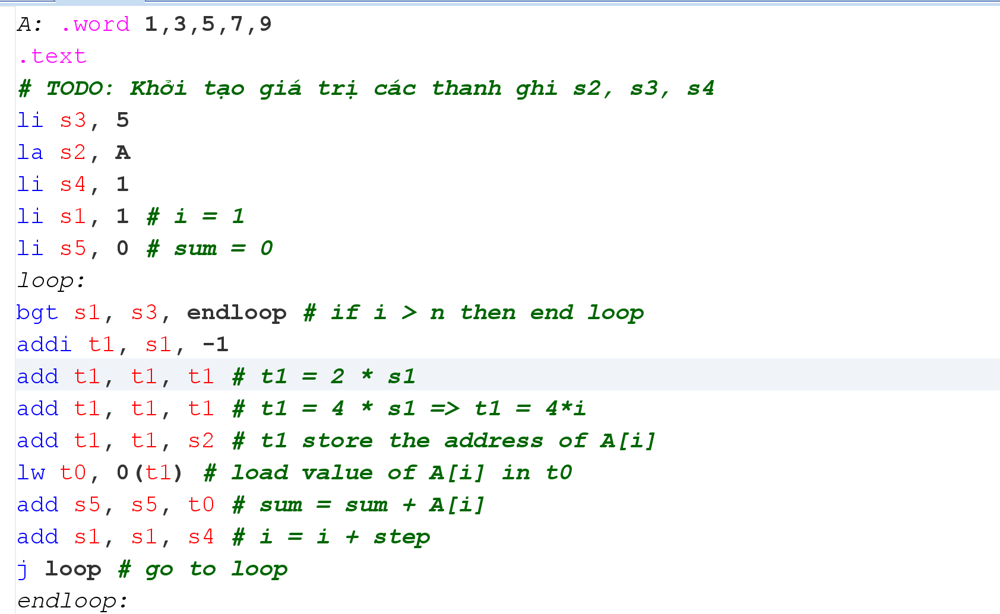 A: .word 1,3,5,7,9
.text
# TODO: Khởi tạo giá trị các thanh ghi s2, s3, s4
li s3, 5
la s2, A
li s4, 1
li s1, 1 # i = 1
li s5, 0 # sum = 0
loop:
bgt s1, s3, endloop # if i > n then end loop
addi t1, s1, -1
add t1, t1, t1 # t1 = 2 * s1
add t1, t1, t1 # t1 = 4 * s1 => t1 = 4*i
add t1, t1, s2 # t1 store the address of A[i]
lw t0, 0(t1) # load value of A[i] in t0
add s5, s5, t0 # sum = sum + A[i]
add s1, s1, s4 # i = i + step
j loop # go to loop
endloop: